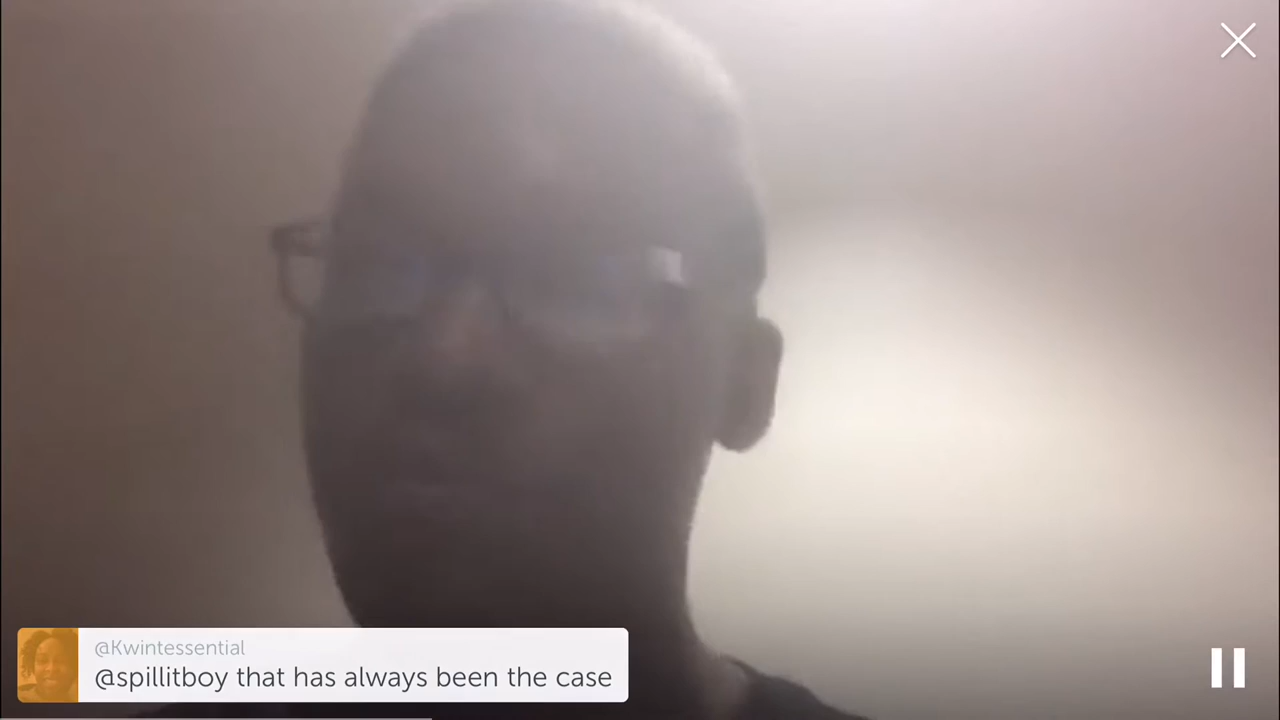 @Kwintessential
@spillitboy that has always been the case